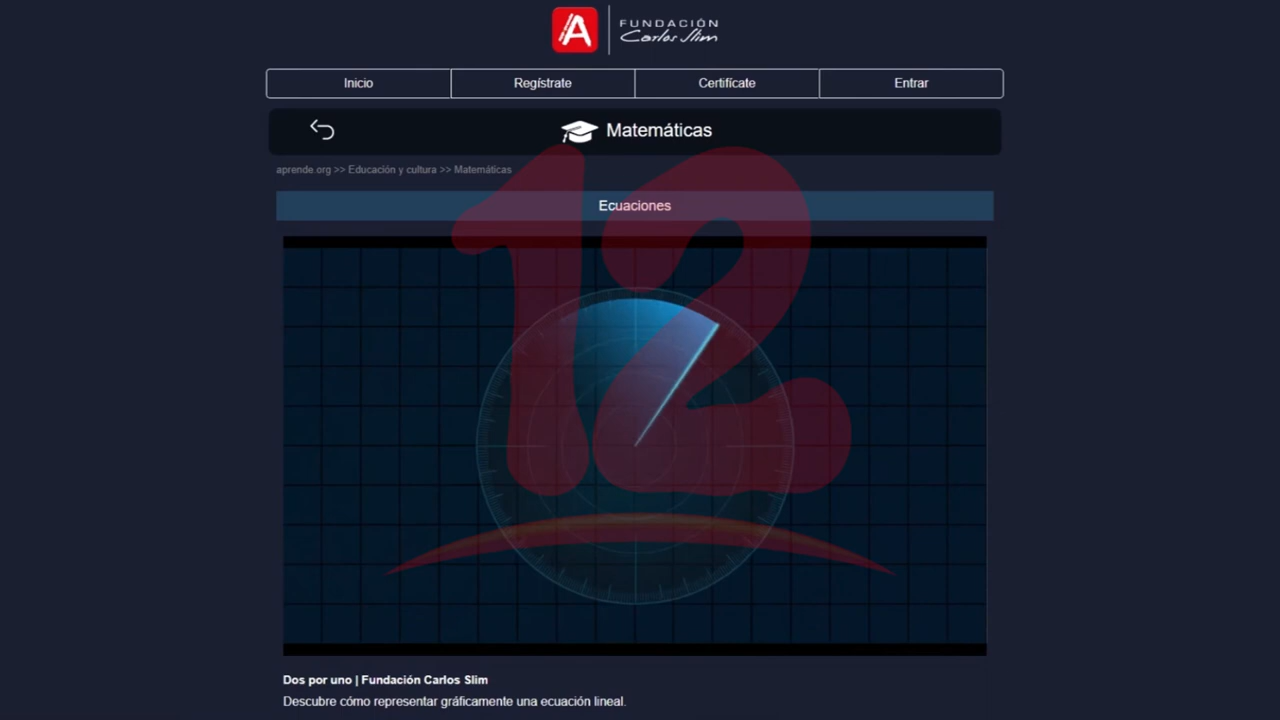 FUNDACIÓN
Carlos Slim
Inicio
Regístrate
Certifícate
Entrar
Matemáticas
aprende.org >> Educación y cultura >> Matemáticas
Ecuaciones
12
Dos por uno | Fundación Carlos Slim
Descubre cómo representar gráficamente una ecuación lineal.